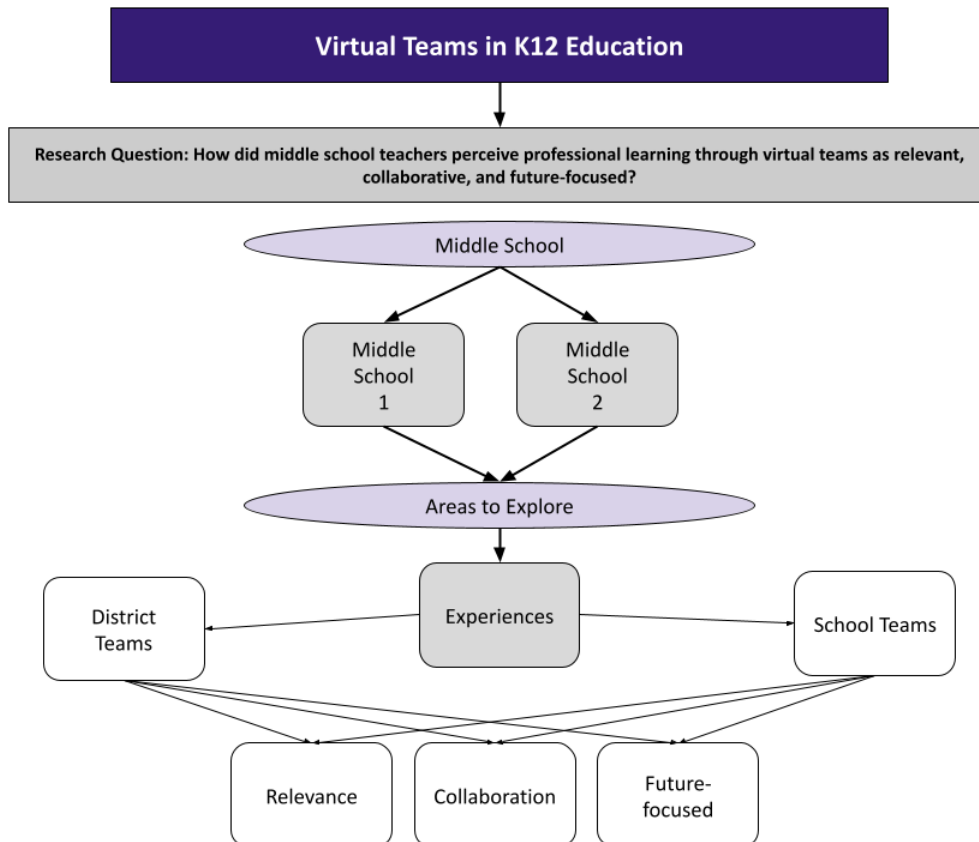 Virtual Teams in K12 Education
Research Question: How did middle school teachers perceive professional learning through virtual teams as relevant,
collaborative, and future-focused?
Middle School
Middle
School
1
Middle
School
2
Areas to Explore
District
Teams
Experiences
School Teams
Relevance
Collaboration
Future-
focused